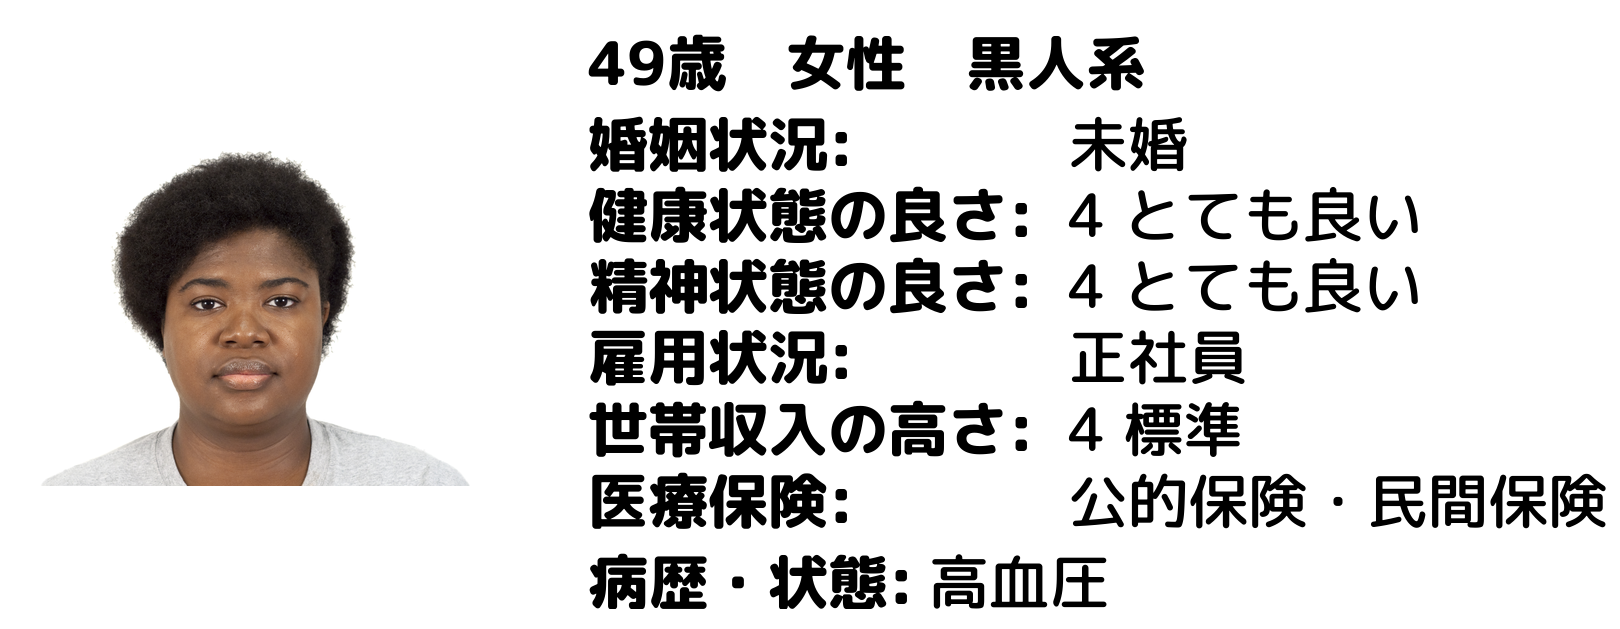 49歳　女性　黒人系
婚姻状況: 未婚
健康状態の良さ: 4 とても良い
精神状態の良さ: 4 とても良い
雇用状況: 正社員
世帯収入の高さ: 4 標準
医療保険: 公的保険・民間保険
病歴・状態: 高血圧